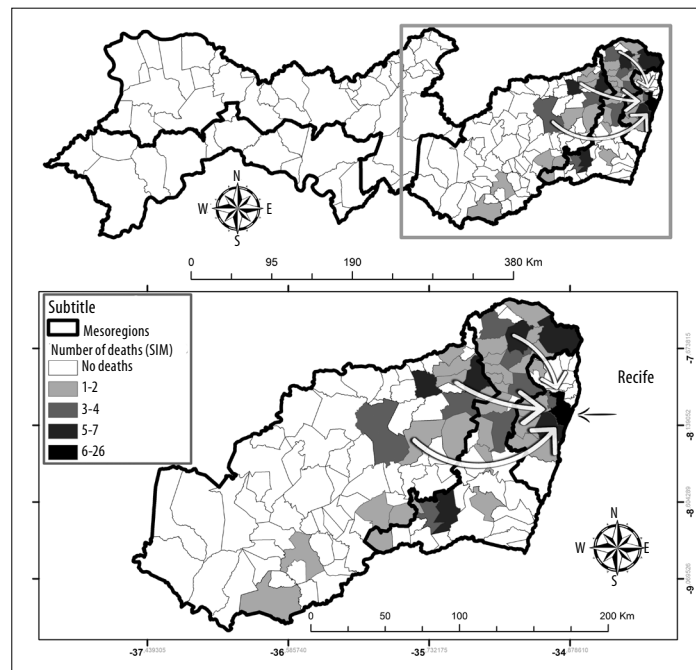 N
W E
S
0 95 190 380 Km
Subtitle
Mesoregions
Number of deaths (SIM)
No deaths
1-2
3-4
5-7
6-26
Recife
N
W E
S
0 50 100 200 Km
-7
-8
-8
-9
-37 -36 -35 -34